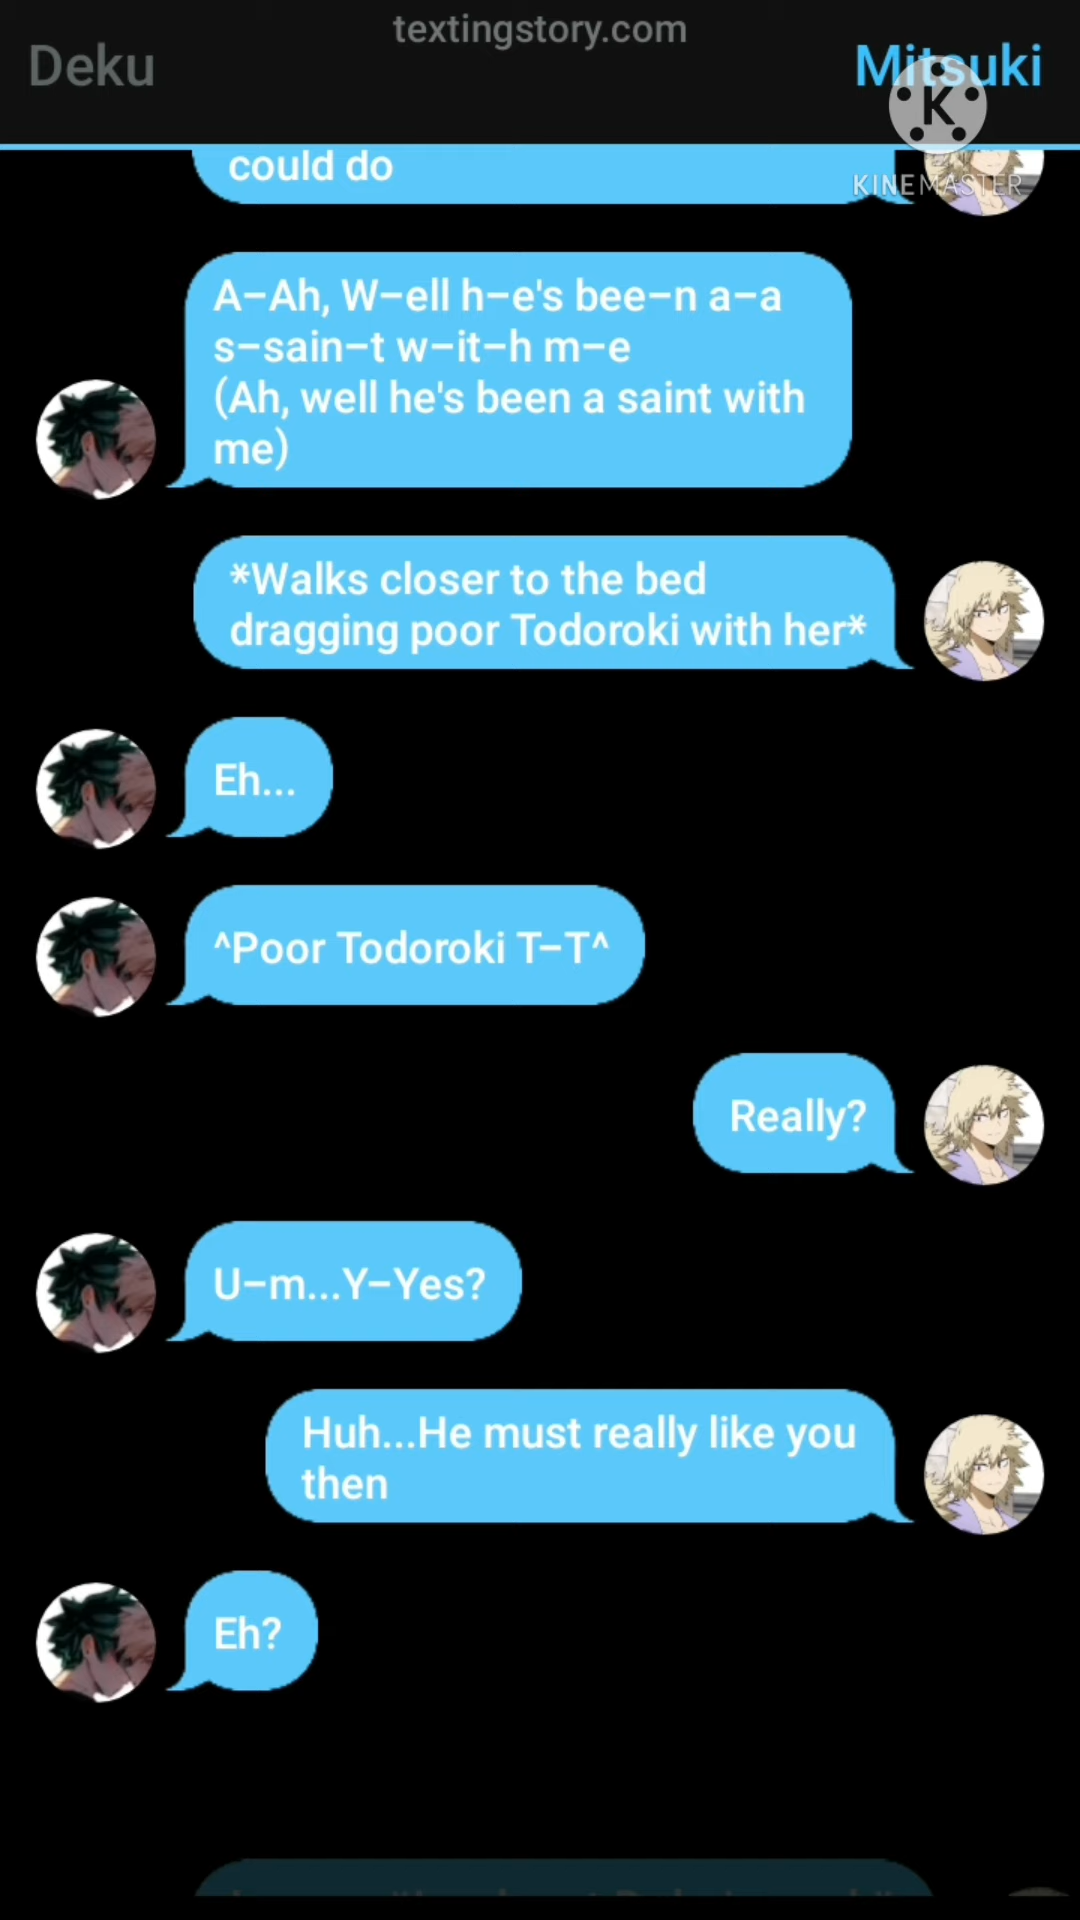 textingstory.com
Deku
Mitsuki
K
KINEMASTER
could do
A–Ah, W–ell h–e's bee–n a–a
s–sain–t w–it–h m–e
(Ah, well he's been a saint with
me)
*Walks closer to the bed
dragging poor Todoroki with her*
Eh...
^Poor Todoroki T–T^
Really?
U–m...Y–Yes?
Huh...He must really like you
then
Eh?